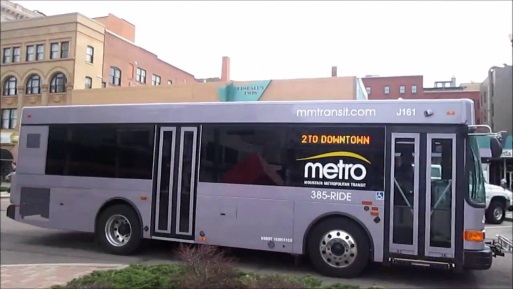 mmtransit.com
J161
2TO DOWNTOWN
metro
MOUNTAIN METROPOLITAN TRANSIT
385-RIDE